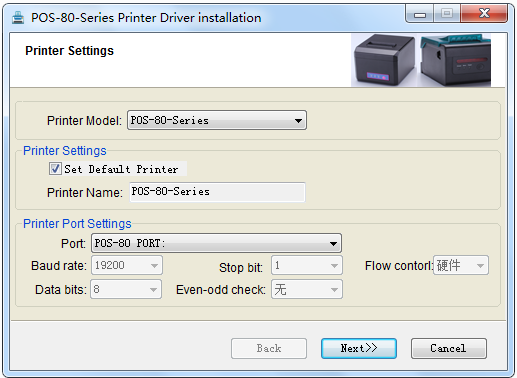 POS-80-Series Printer Driver installation
Printer Settings
Printer Model: POS-80-Series
Printer Settings
Set Default Printer
Printer Name: POS-80-Series
Printer Port Settings
Port: POS-80 PORT:
Baud rate: 19200 Stop bit: 1 Flow contorl: 硬件
Data bits: 8 Even-odd check: 无
Back Next>> Cancel